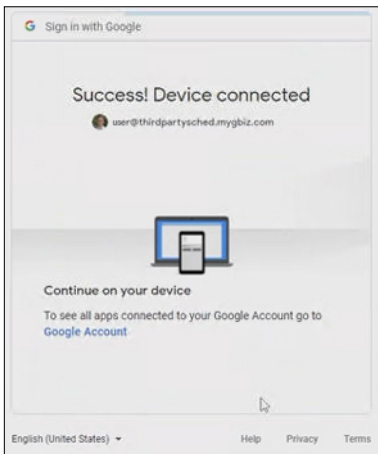 Sign in with Google
Success! Device connected
user@thirdpartysched.mygbiz.com
Continue on your device
To see all apps connected to your Google Account go to
Google Account
English (United States) Help Privacy Terms